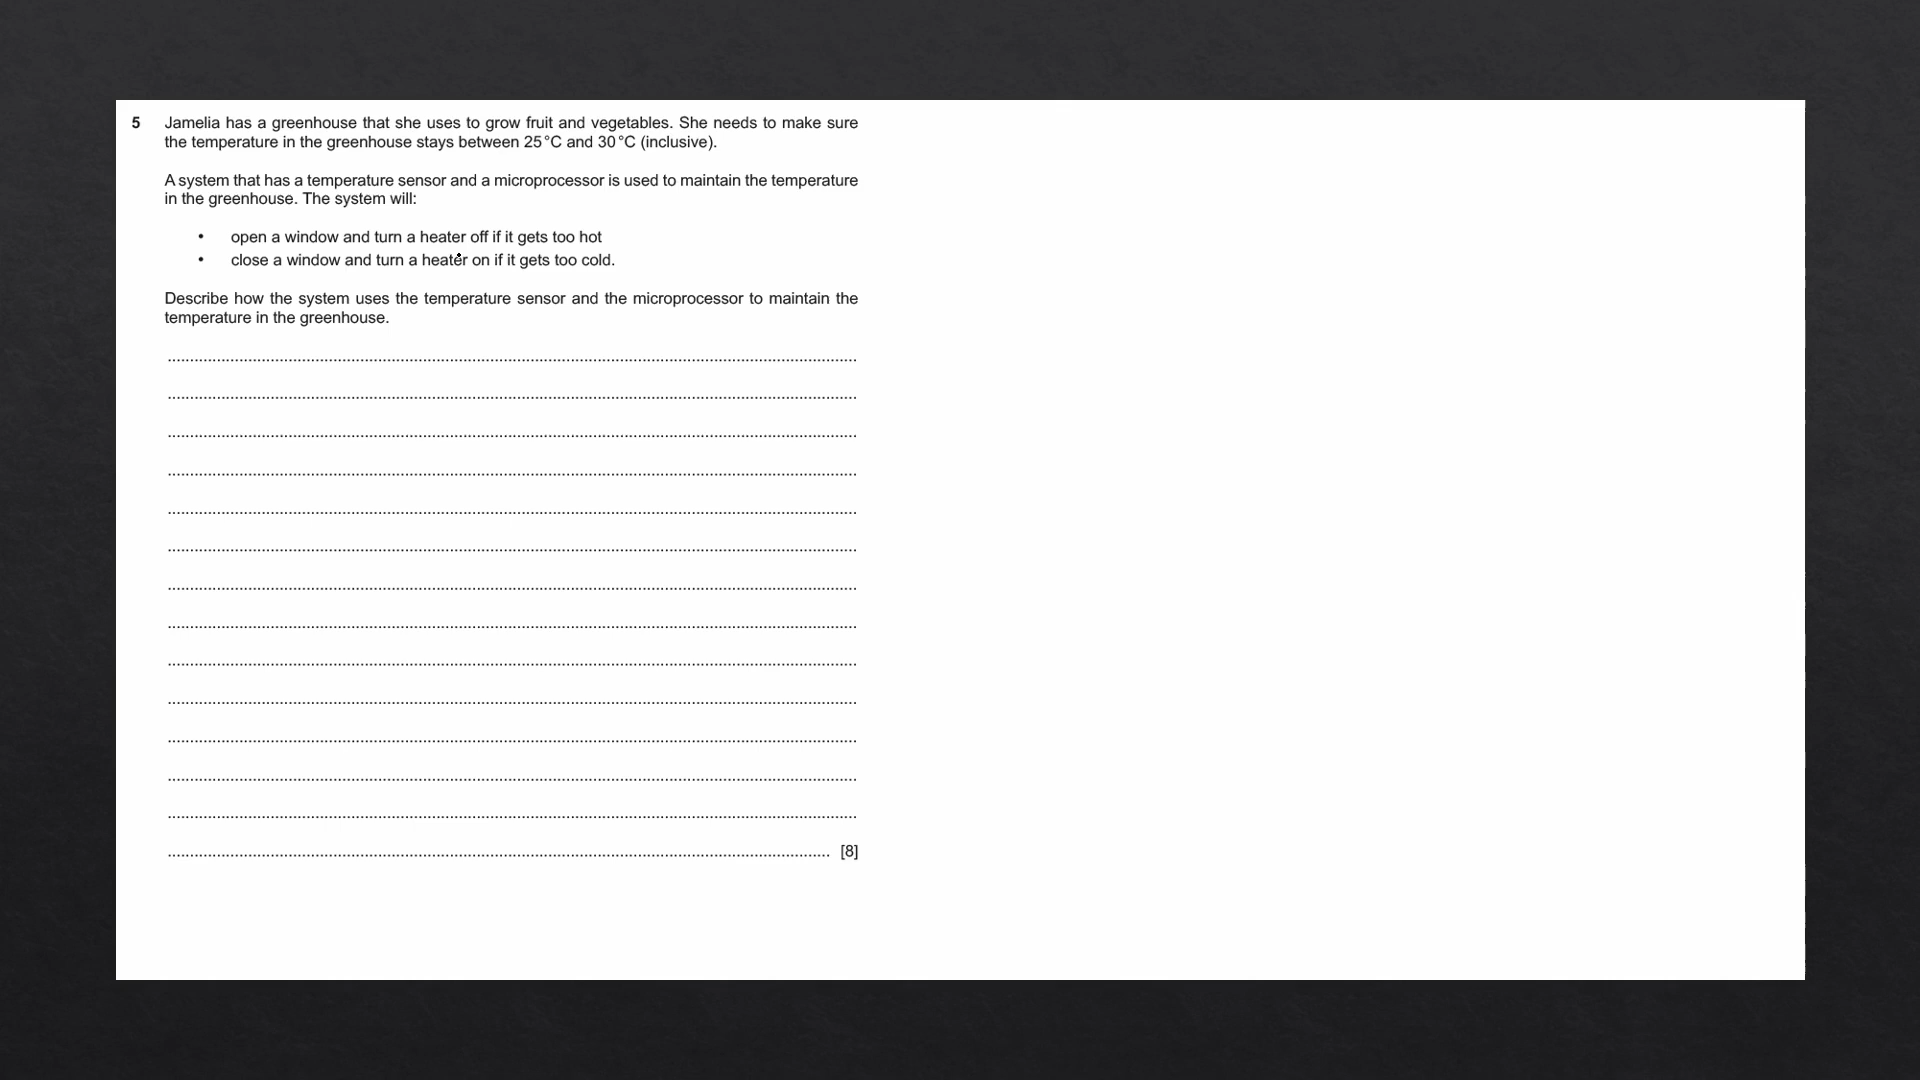 5 Jamelia has a greenhouse that she uses to grow fruit and vegetables. She needs to make sure
the temperature in the greenhouse stays between 25 °C and 30 °C (inclusive).
A system that has a temperature sensor and a microprocessor is used to maintain the temperature
in the greenhouse. The system will:
• open a window and turn a heater off if it gets too hot
• close a window and turn a heater on if it gets too cold.
Describe how the system uses the temperature sensor and the microprocessor to maintain the
temperature in the greenhouse.
[8]